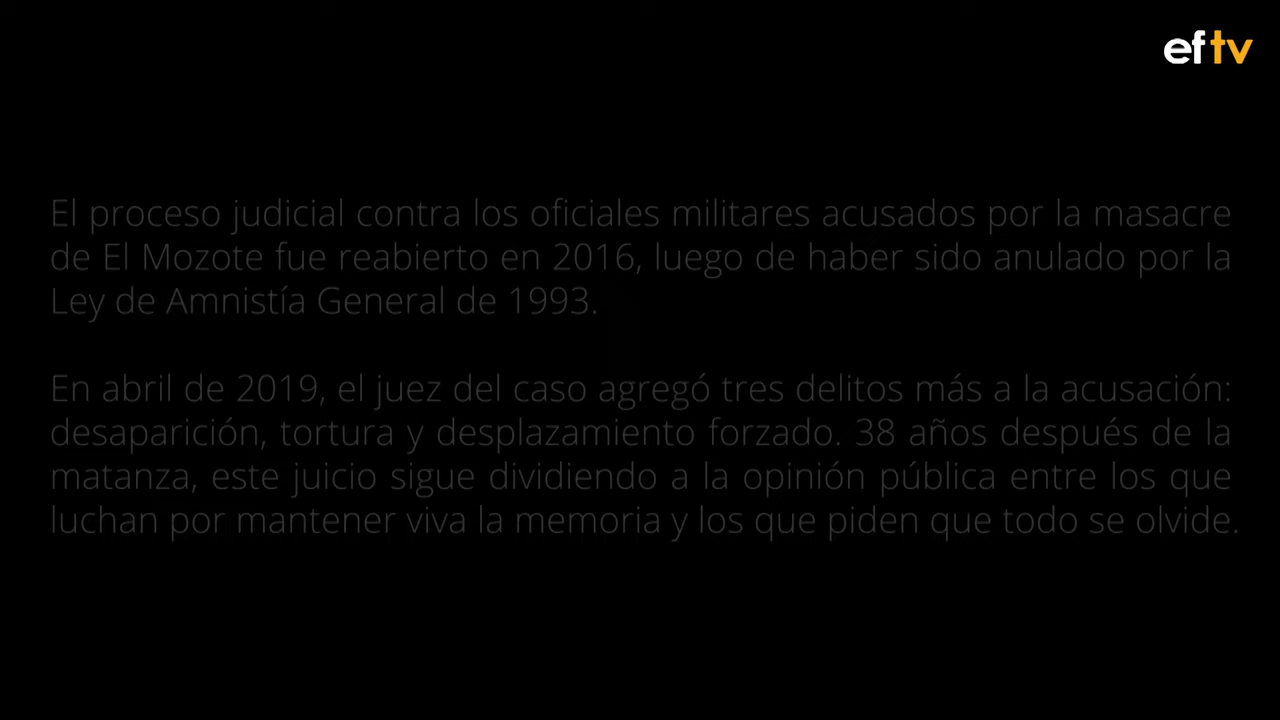 eftv
El proceso judicial contra los oficiales militares acusados por la masacre
de El Mozote fue reabierto en 2016, luego de haber sido anulado por la
Ley de Amnistía General de 1993.
En abril de 2019, el juez del caso agregó tres delitos más a la acusación:
desaparición, tortura y desplazamiento forzado. 38 años después de la
matanza, este juicio sigue dividiendo a la opinión pública entre los que
luchan por mantener viva la memoria y los que piden que todo se olvide.